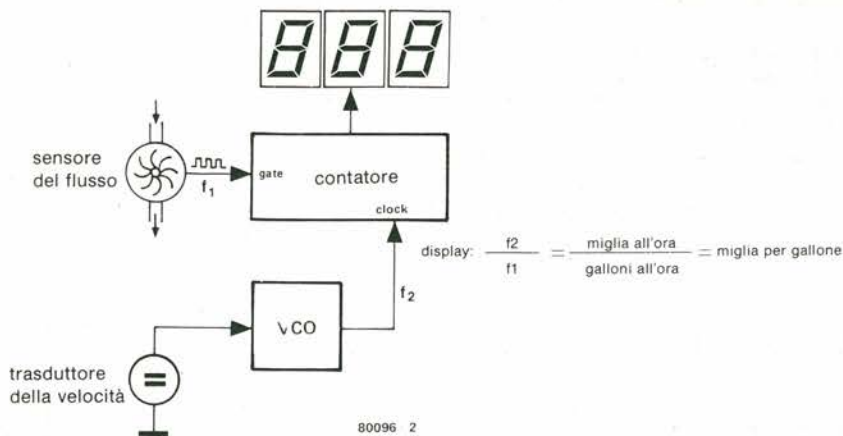 888
sensore
del flusso
f1
gate
contatore
clock
display: f2 / f1 = miglia all'ora / galloni all'ora = miglia per gallone
f2
VCO
trasduttore
della velocità
=
80096 2